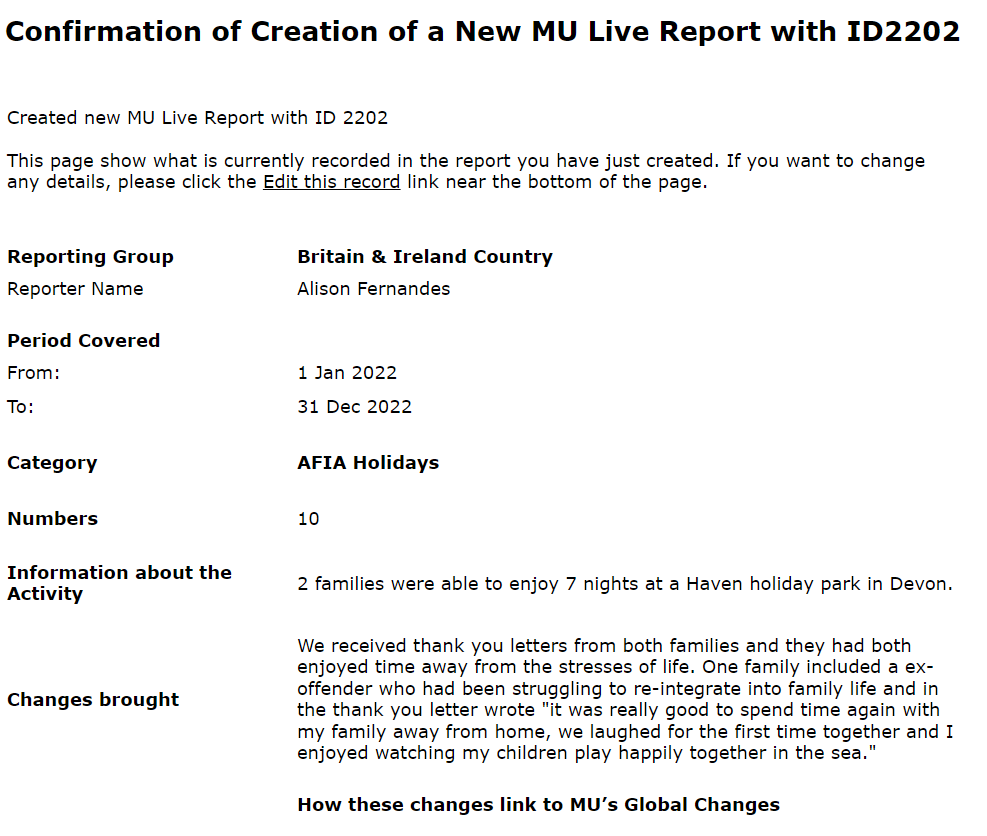 Confirmation of Creation of a New MU Live Report with ID2202
Created new MU Live Report with ID 2202
This page show what is currently recorded in the report you have just created. If you want to change
any details, please click the Edit this record link near the bottom of the page.
Reporting Group Britain & Ireland Country
Reporter Name Alison Fernandes
Period Covered
From: 1 Jan 2022
To: 31 Dec 2022
Category AFIA Holidays
Numbers 10
Information about the
Activity
2 families were able to enjoy 7 nights at a Haven holiday park in Devon.
Changes brought
We received thank you letters from both families and they had both
enjoyed time away from the stresses of life. One family included a ex-
offender who had been struggling to re-integrate into family life and in
the thank you letter wrote "it was really good to spend time again with
my family away from home, we laughed for the first time together and I
enjoyed watching my children play happily together in the sea."
How these changes link to MU’s Global Changes